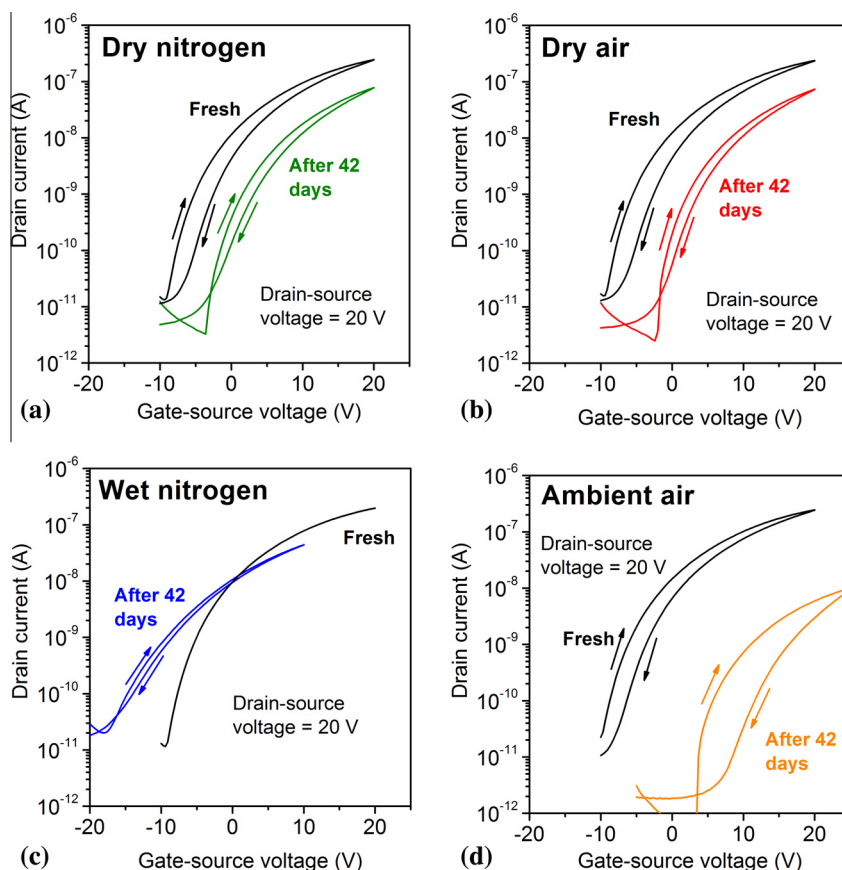 Dry nitrogen
Drain current (A)
10⁻⁶
10⁻⁷
10⁻⁸
10⁻⁹
10⁻¹⁰
10⁻¹¹
10⁻¹²
Fresh
After 42
days
Drain-source
voltage = 20 V
-20 -10 0 10 20
(a)
Gate-source voltage (V)
Dry air
Drain current (A)
10⁻⁶
10⁻⁷
10⁻⁸
10⁻⁹
10⁻¹⁰
10⁻¹¹
10⁻¹²
Fresh
After 42
days
Drain-source
voltage = 20 V
-20 -10 0 10 20
(b)
Gate-source voltage (V)
Wet nitrogen
Drain current (A)
10⁻⁶
10⁻⁷
10⁻⁸
10⁻⁹
10⁻¹⁰
10⁻¹¹
10⁻¹²
Fresh
After 42
days
Drain-source
voltage = 20 V
-20 -10 0 10 20
(c)
Gate-source voltage (V)
Ambient air
Drain current (A)
10⁻⁶
10⁻⁷
10⁻⁸
10⁻⁹
10⁻¹⁰
10⁻¹¹
10⁻¹²
Drain-source
voltage = 20 V
Fresh
After 42
days
-20 -10 0 10 20
(d)
Gate-source voltage (V)